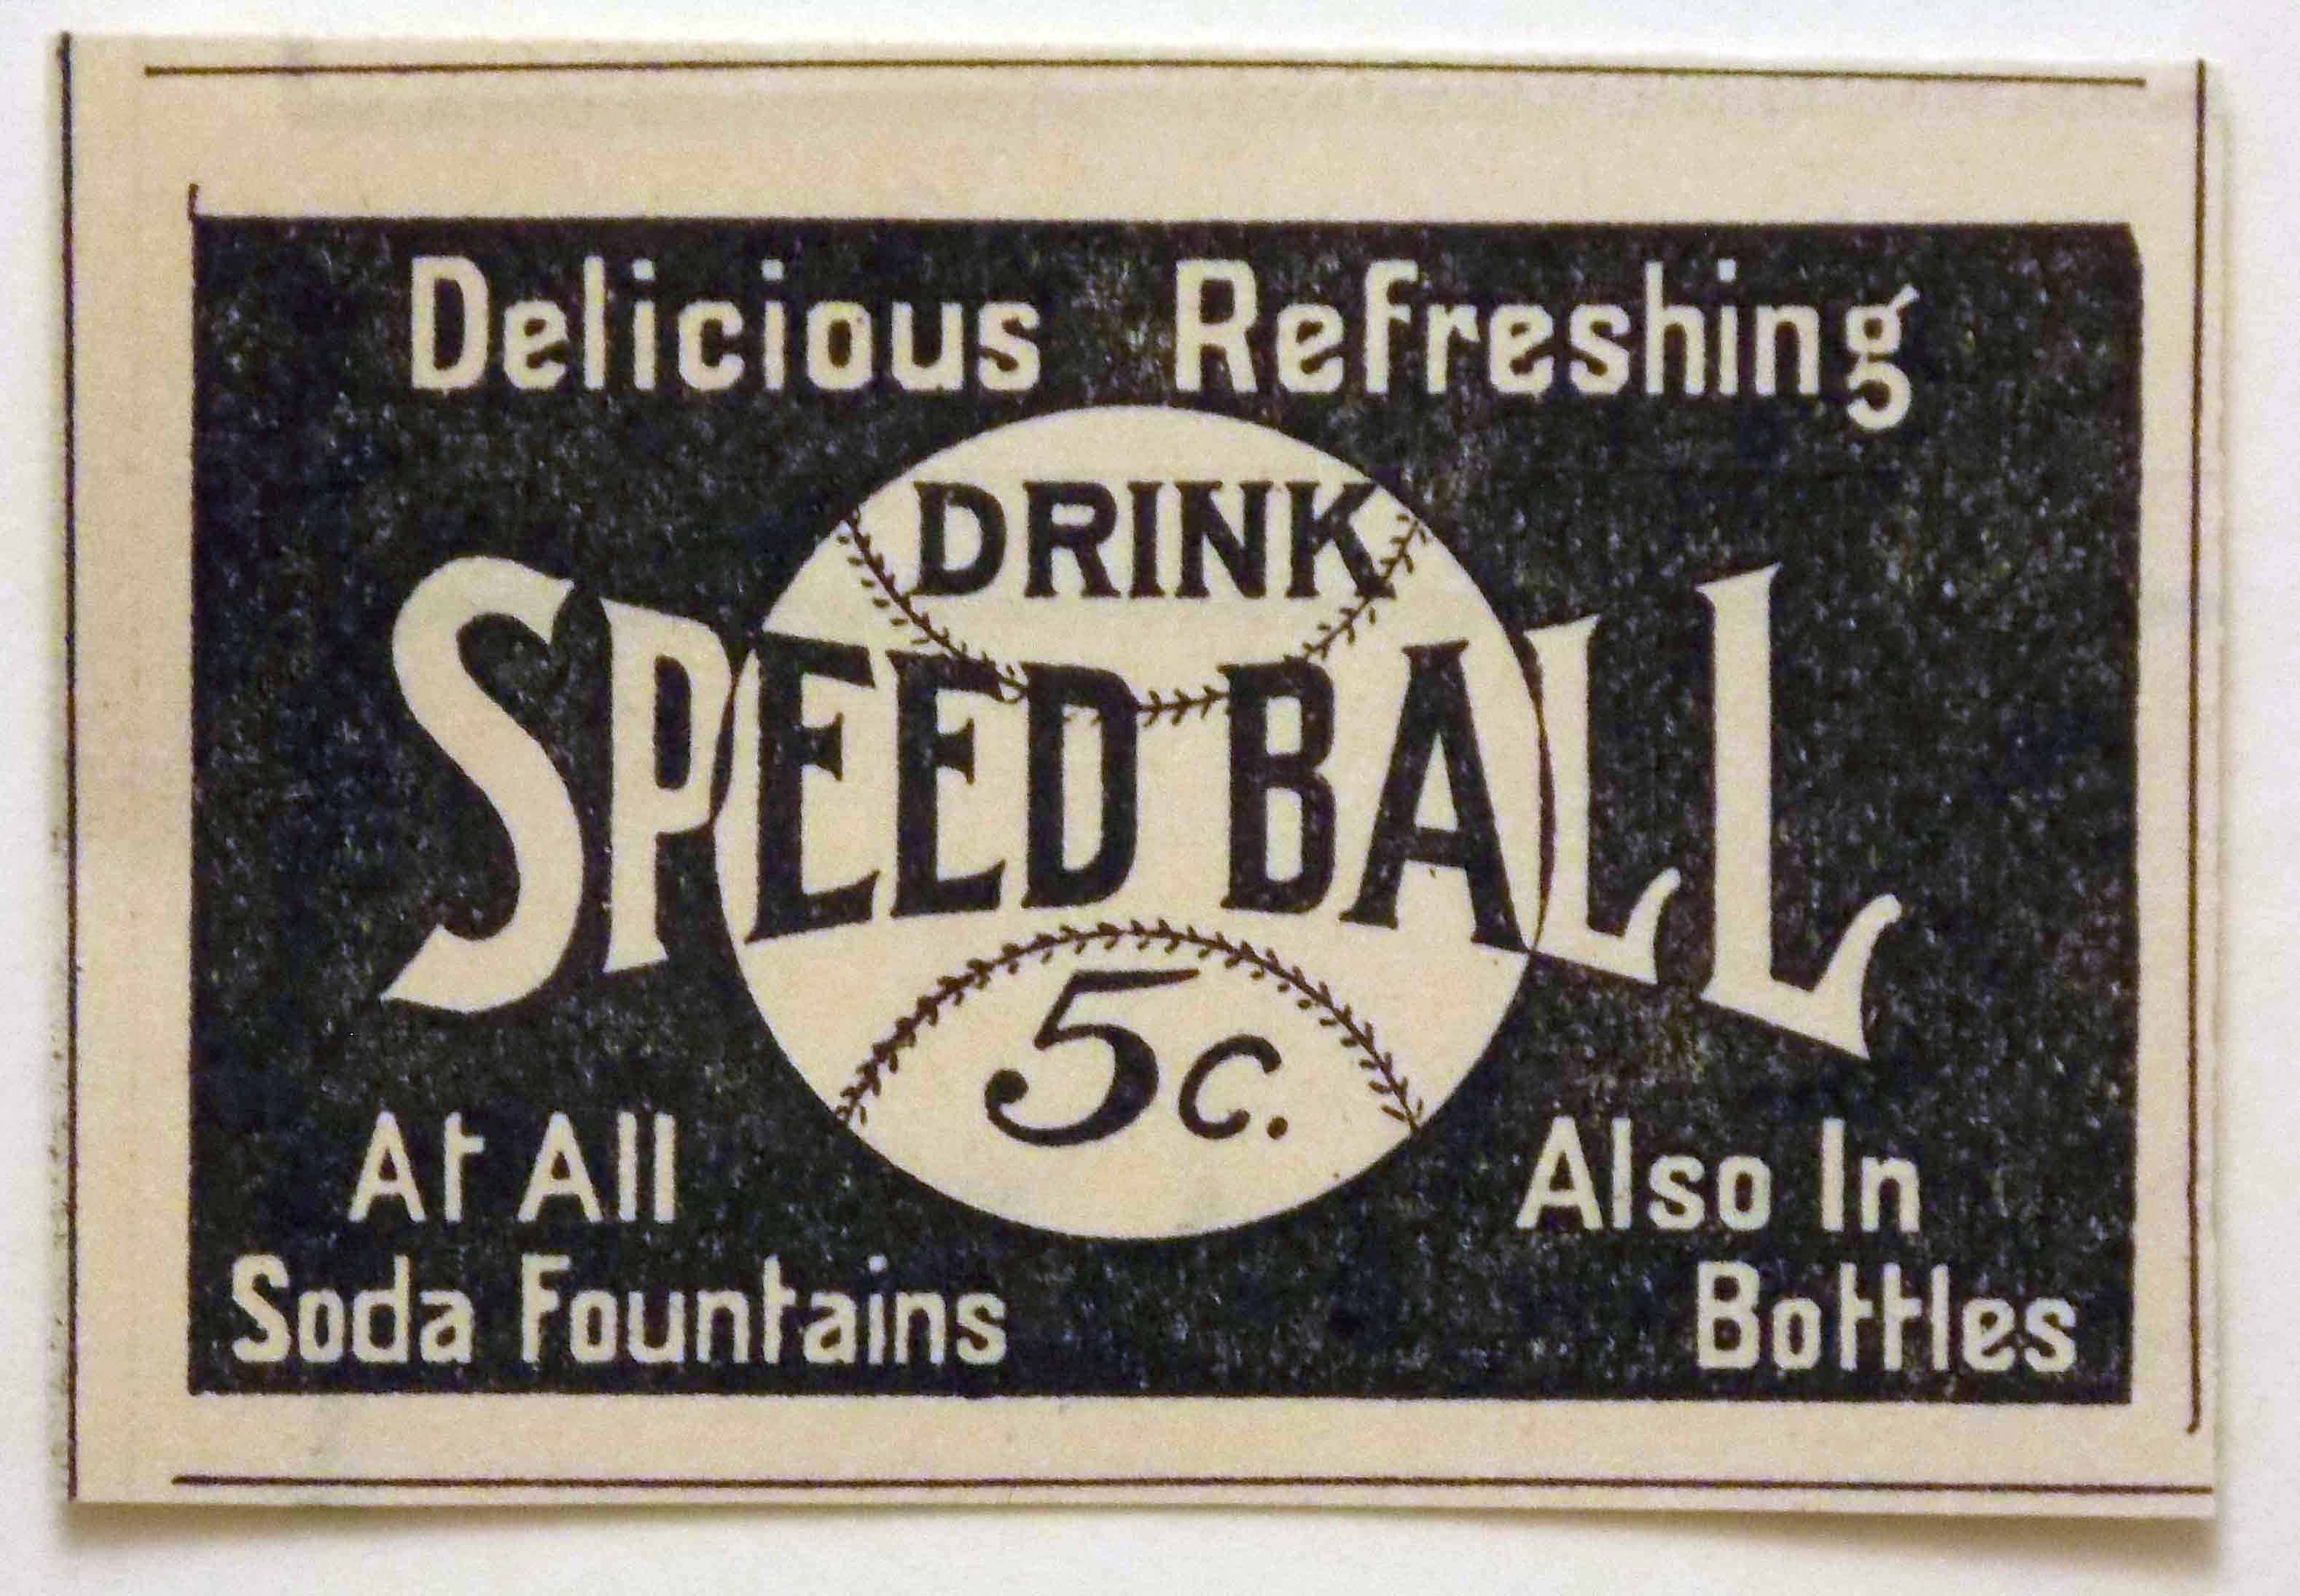 Delicious Refreshing
DRINK
SPEED BALL
5c.
At All
Soda Fountains
Also In
Bottles